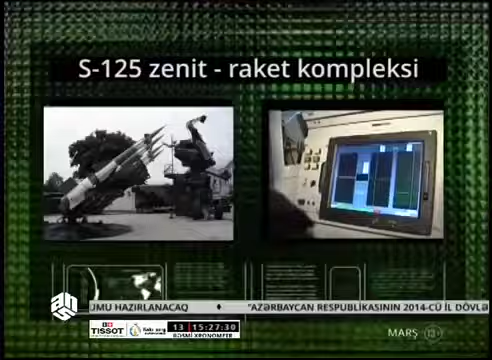 S-125 zenit - raket kompleksi
UMU HAZIRLANACAQ ♦ "AZƏRBAYCAN RESPUBLİKASININ 2014-CÜ İL DÖVLƏ
TISSOT
13 15:27:30
RƏSMİ XRONOMETR
MARŞ 13+